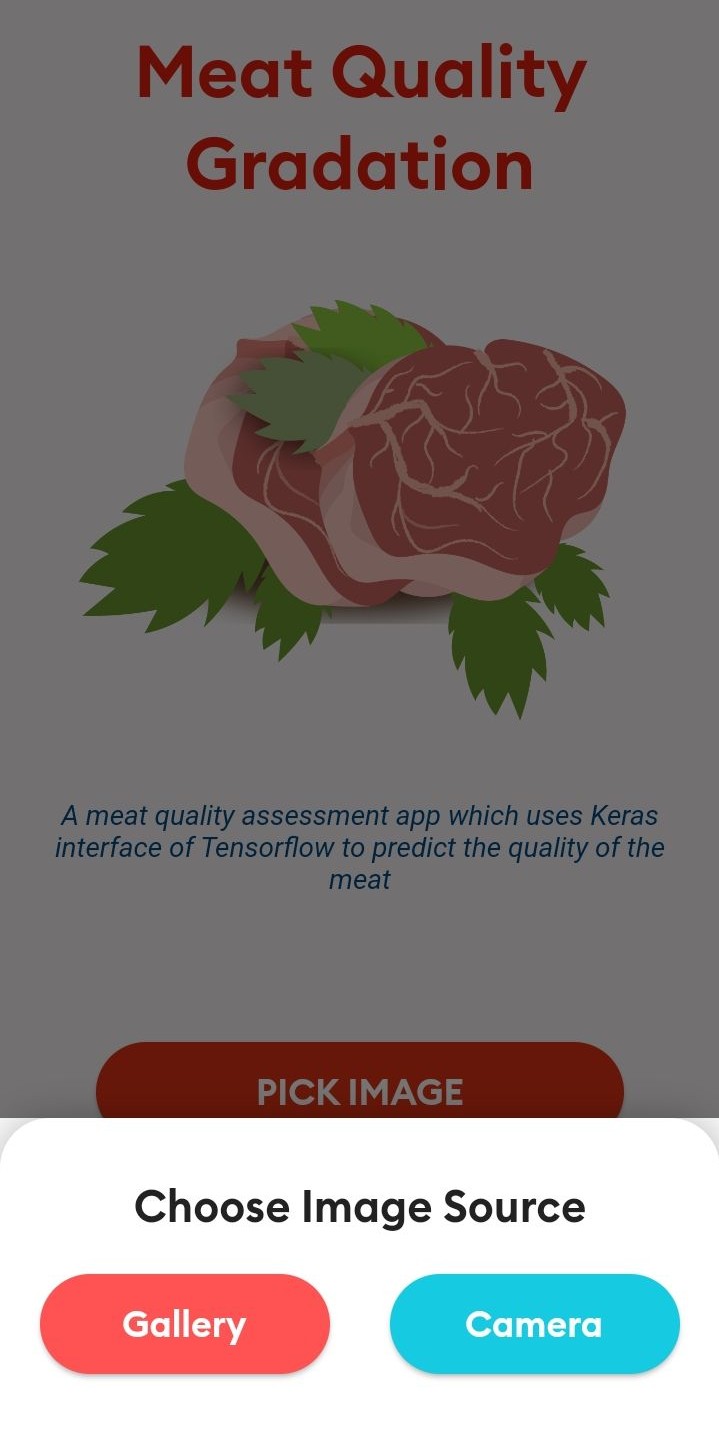 Meat Quality
Gradation
A meat quality assessment app which uses Keras
interface of Tensorflow to predict the quality of the
meat
PICK IMAGE
Choose Image Source
Gallery
Camera